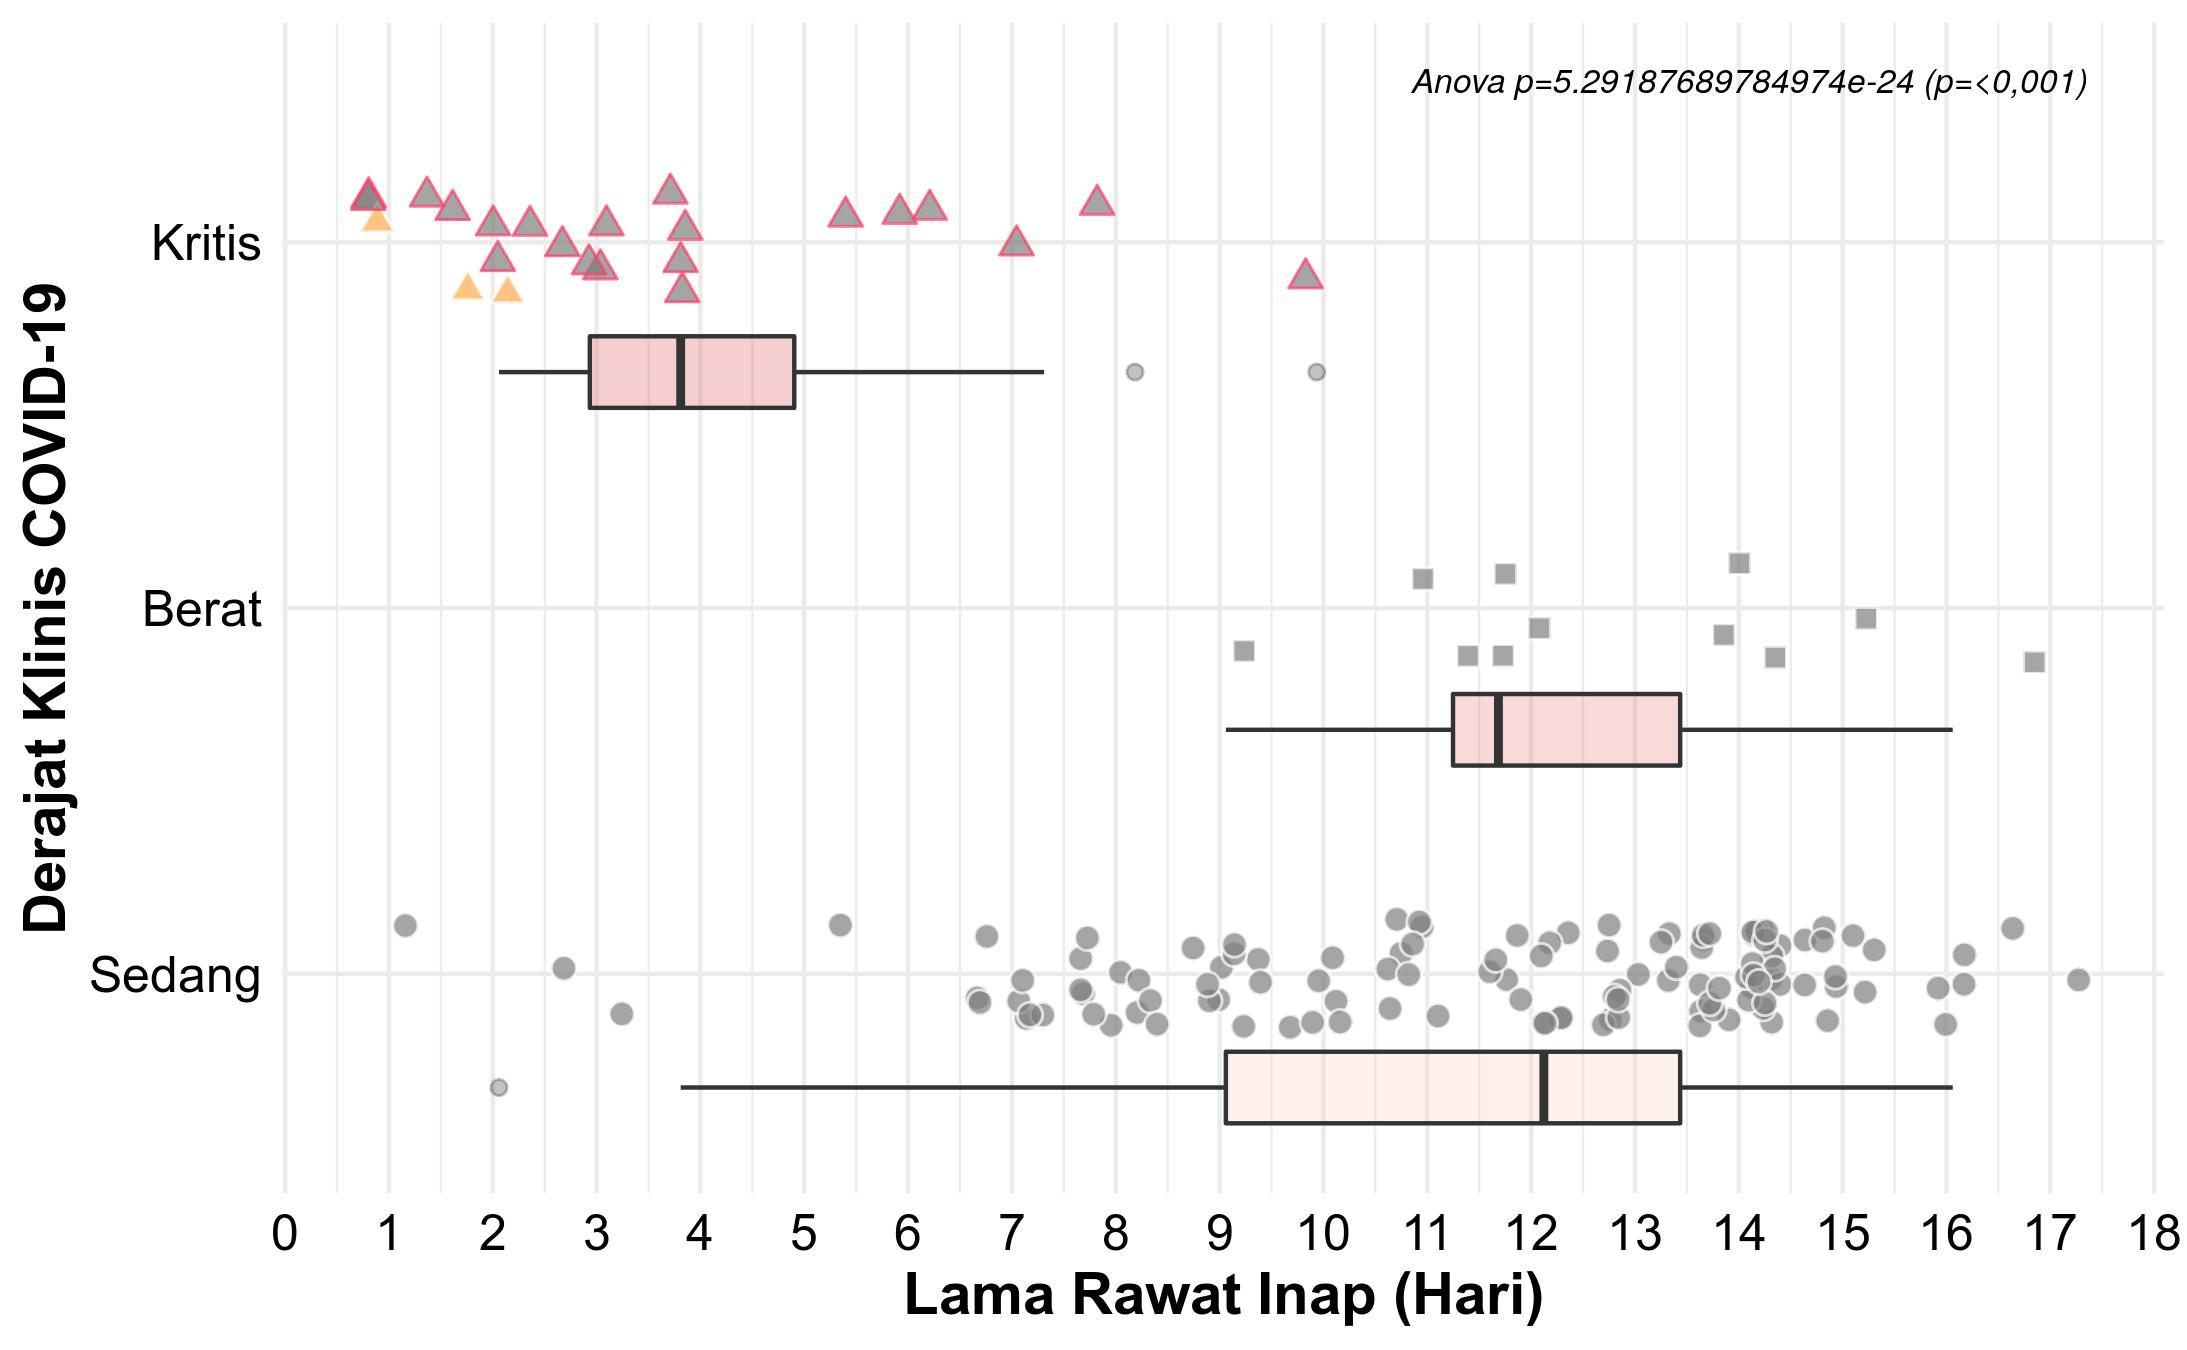 Anova p=5.29187689784974e-24 (p=<0,001)
Kritis
Berat
Sedang
Derajat Klinis COVID-19
0 1 2 3 4 5 6 7 8 9 10 11 12 13 14 15 16 17 18
Lama Rawat Inap (Hari)